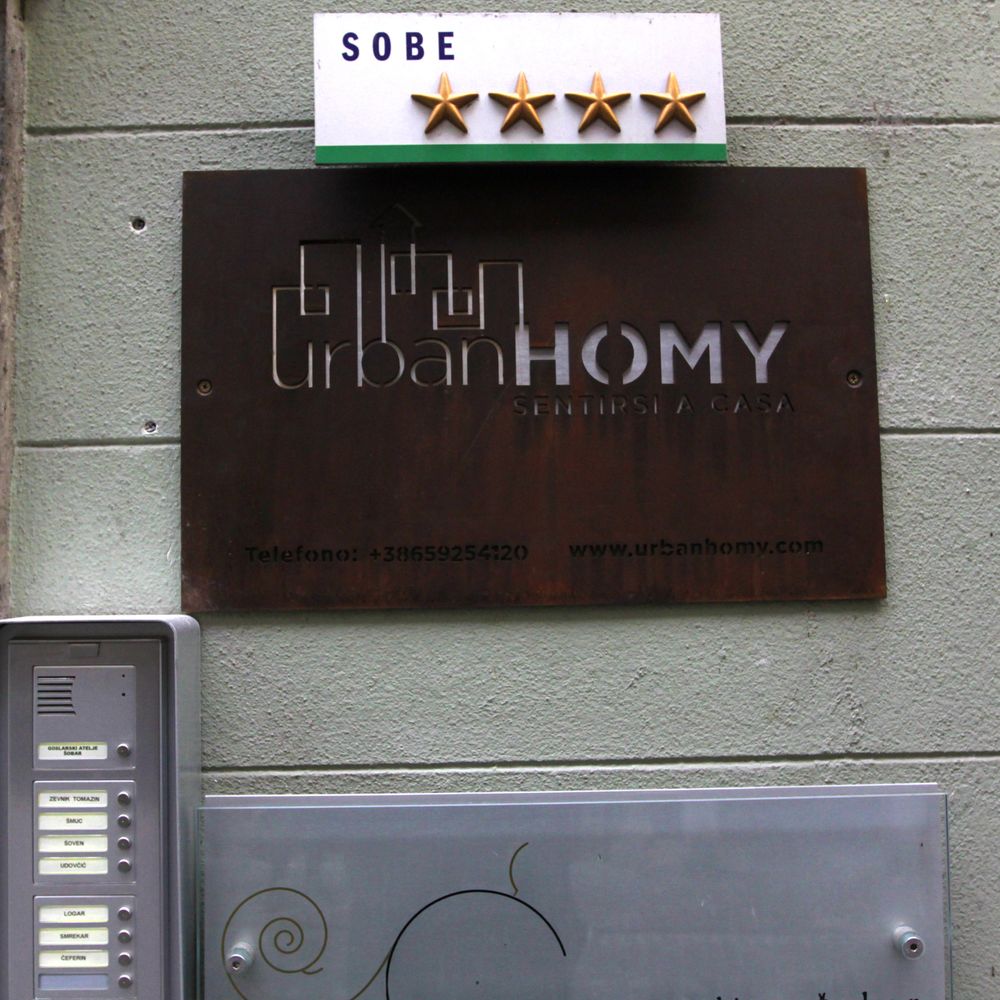 SOBE
urbanHOMY
SENTIRSI A CASA
Telefono: +38659254120 www.urbanhomy.com
GOSLARSKI ATELJE
ŠOBAR
ZEVNIK TOMAZIN
ŠMUC
ŠOVEN
UDOVČIĆ
LOGAR
SMREKAR
ČEFERIN